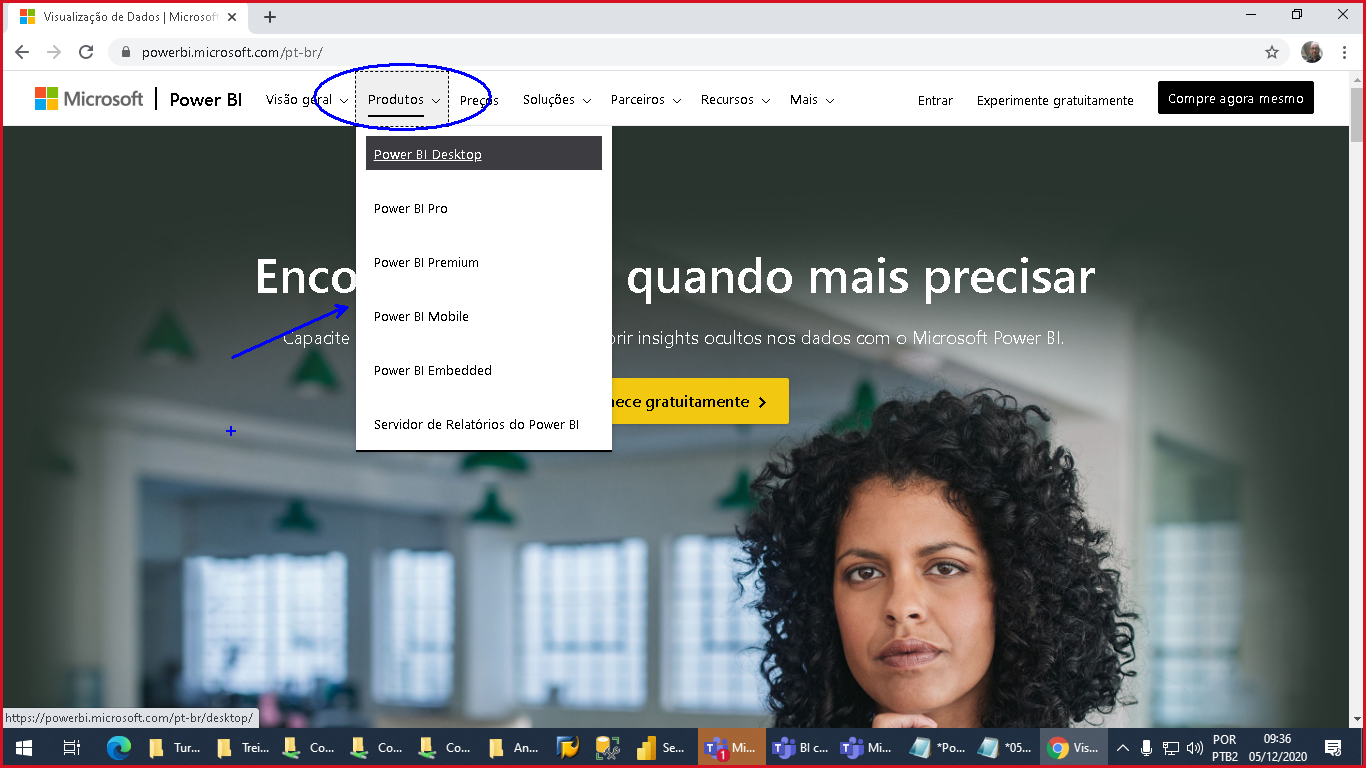 Visualização de Dados | Microsof
powerbi.microsoft.com/pt-br/
Microsoft
Power BI
Visão geral
Produtos
Preços
Soluções
Parceiros
Recursos
Mais
Entrar
Experimente gratuitamente
Compre agora mesmo
Power BI Desktop
Power BI Pro
Power BI Premium
Power BI Mobile
Power BI Embedded
Servidor de Relatórios do Power BI
Enco quando mais precisar
Capacite rir insights ocultos nos dados com o Microsoft Power BI.
nece gratuitamente
https://powerbi.microsoft.com/pt-br/desktop/
Tur...
Trei...
Co...
Co...
Co...
An...
Se...
1
Mi...
BI c...
Mi...
*Po...
*05...
Vis...
POR
PTB2
09:36
05/12/2020